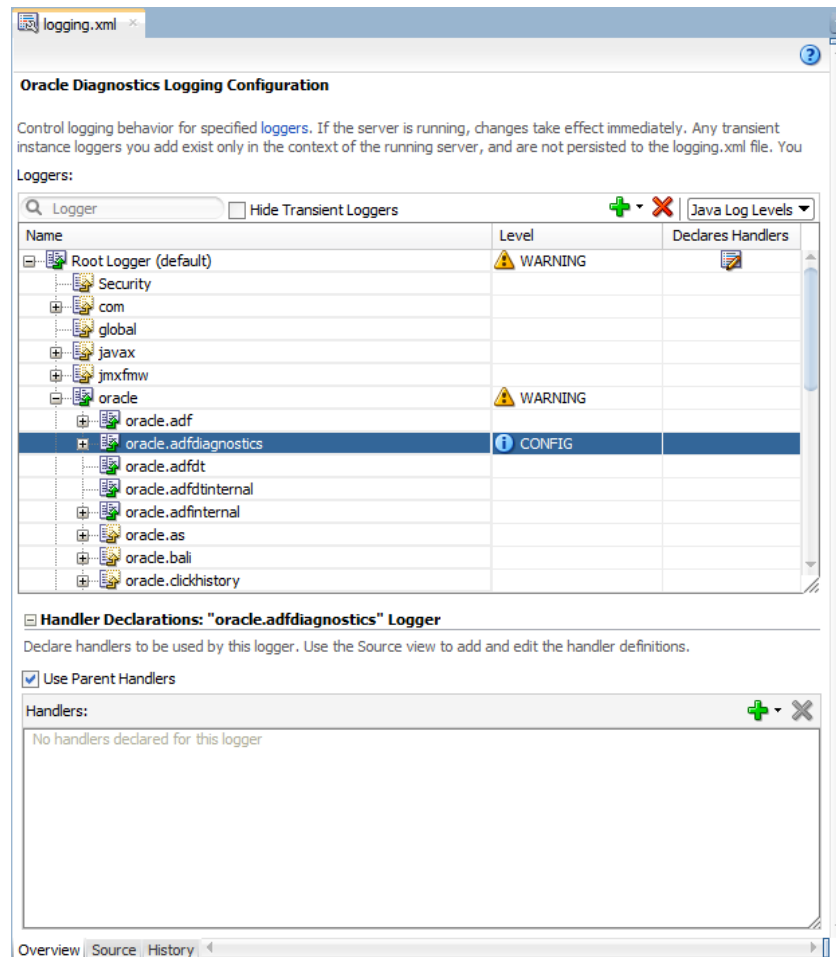 logging.xml
Oracle Diagnostics Logging Configuration
Control logging behavior for specified loggers. If the server is running, changes take effect immediately. Any transient
instance loggers you add exist only in the context of the running server, and are not persisted to the logging.xml file. You
Loggers:
Logger Hide Transient Loggers Java Log Levels
Name Level Declares Handlers
Root Logger (default) WARNING
Security
com
global
javax
jmxfmw
oracle WARNING
oracle.adf
oracle.adfdiagnostics CONFIG
oracle.adfdt
oracle.adfdtinternal
oracle.adfinternal
oracle.as
oracle.bali
oracle.clickhistory
Handler Declarations: "oracle.adfdiagnostics" Logger
Declare handlers to be used by this logger. Use the Source view to add and edit the handler definitions.
Use Parent Handlers
Handlers:
No handlers declared for this logger
Overview Source History